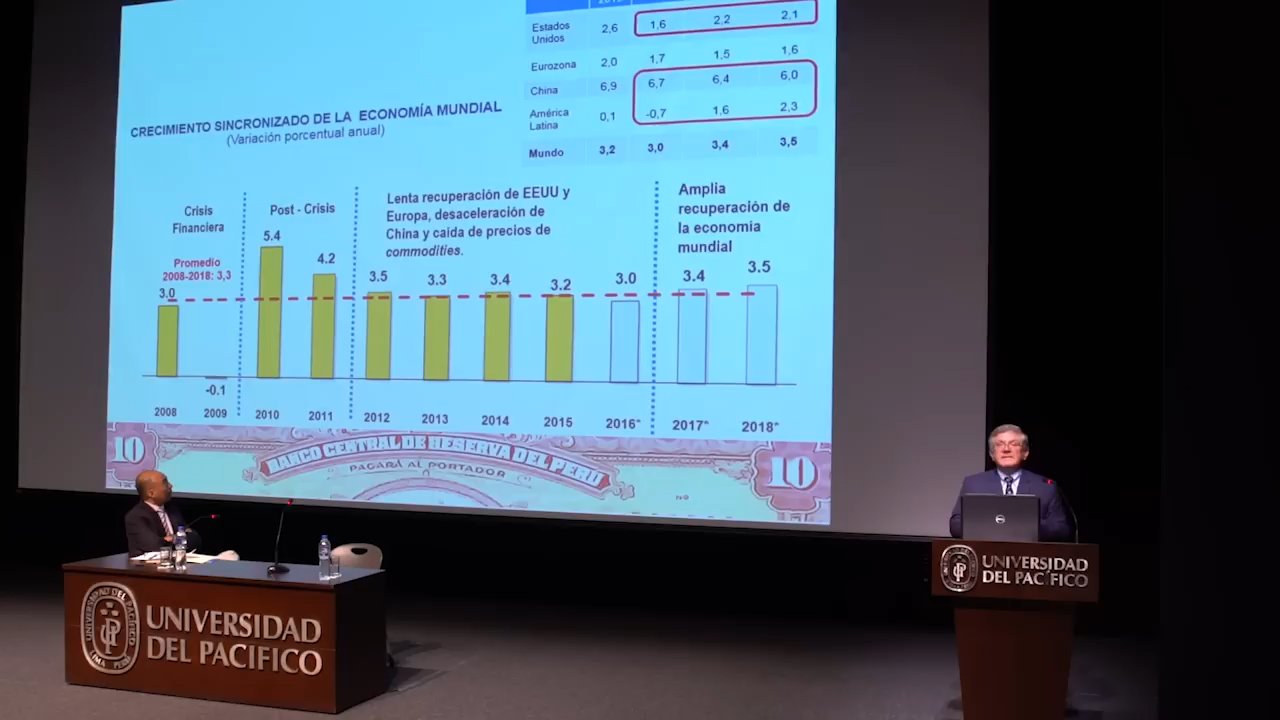 Estados 2,6 1,6 2,2 2,1
Unidos
Eurozona 2,0 1,7 1,5 1,6
China 6,9 6,7 6,4 6,0
América 0,1 -0,7 1,6 2,3
Latina
Mundo 3,2 3,0 3,4 3,5
CRECIMIENTO SINCRONIZADO DE LA ECONOMÍA MUNDIAL
(Variación porcentual anual)
Crisis
Financiera
Post - Crisis
Lenta recuperación de EEUU y
Europa, desaceleración de
China y caída de precios de
commodities.
Amplia
recuperación de
la economía
mundial
Promedio
2008-2018: 3,3
3.0 -0.1 5.4 4.2 3.5 3.3 3.4 3.2 3.0 3.4 3.5
2008 2009 2010 2011 2012 2013 2014 2015 2016* 2017* 2018*
10 BANCO CENTRAL DE RESERVA DEL PERU 10
PAGARÁ AL PORTADOR
Nº
UNIVERSIDAD
DEL PACÍFICO
LIMA PERU
UNIVERSIDAD
DEL PACÍFICO